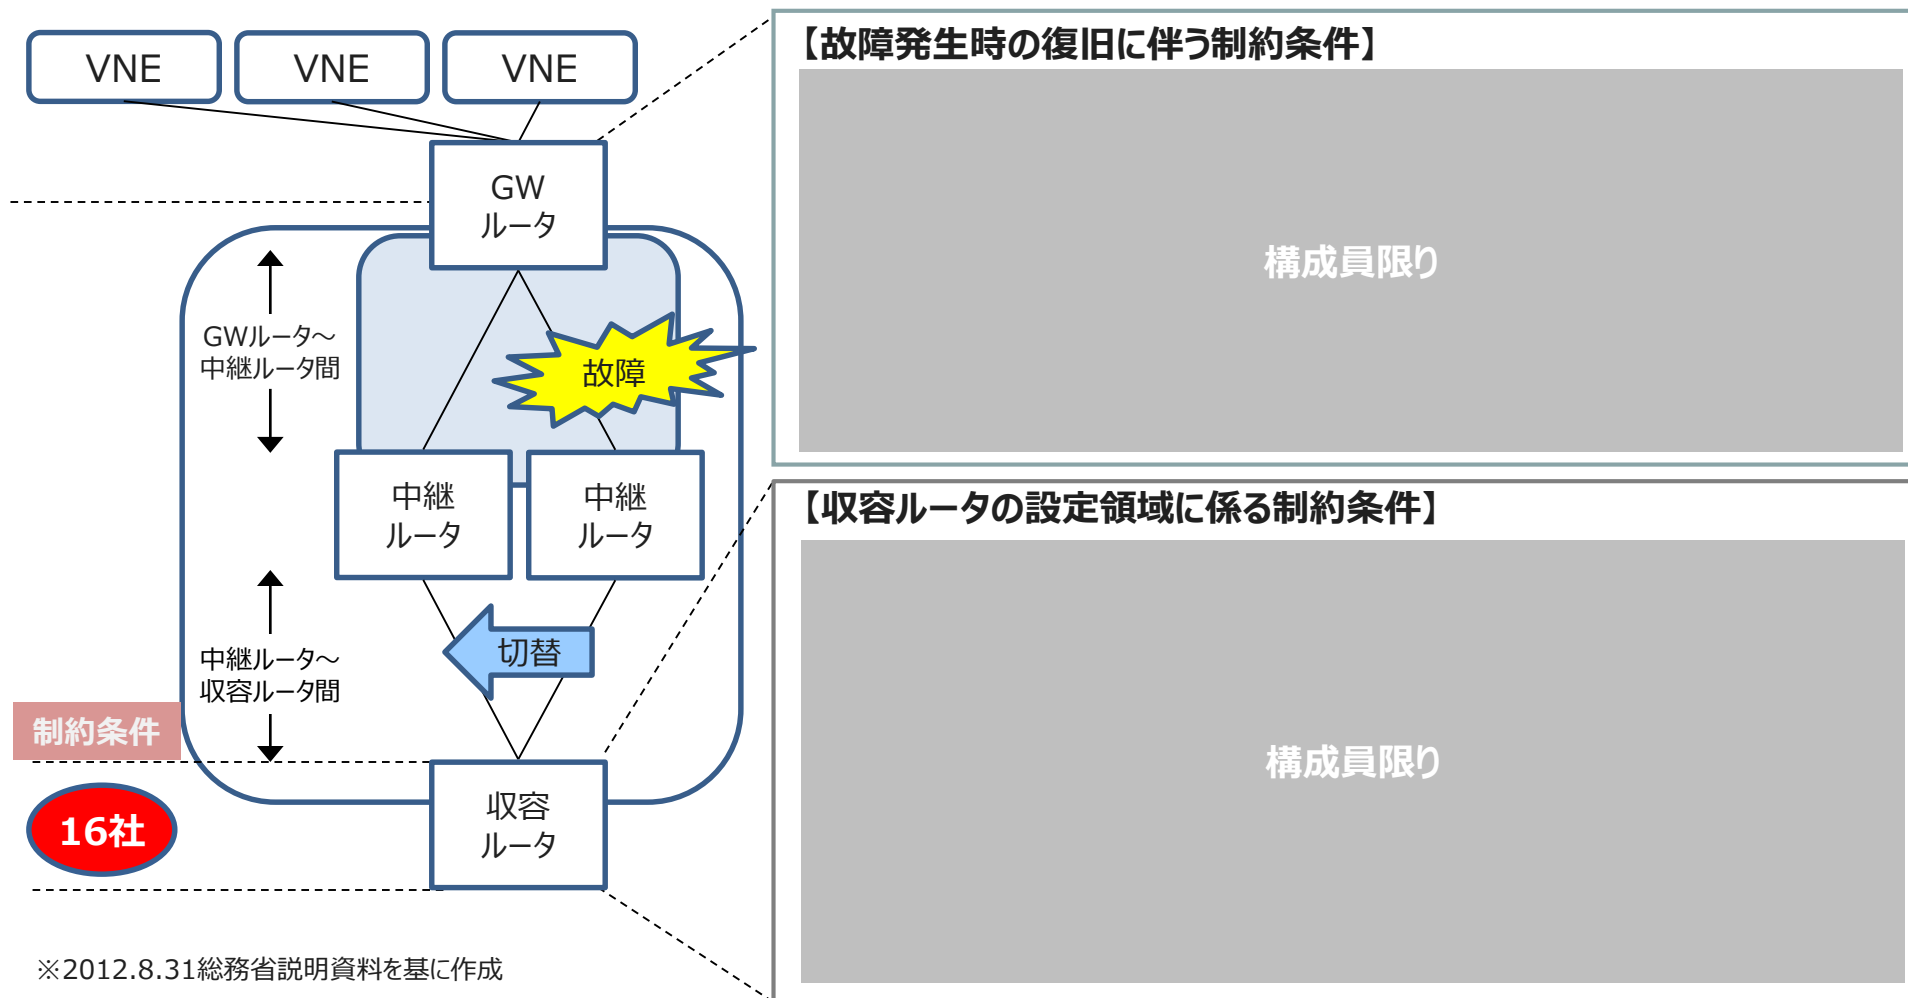 VNE
VNE
VNE
GW
ルータ
GWルータ～
中継ルータ間
故障
中継
ルータ
中継
ルータ
切替
中継ルータ～
収容ルータ間
制約条件
16社
収容
ルータ
※2012.8.31総務省説明資料を基に作成
【故障発生時の復旧に伴う制約条件】
構成員限り
【収容ルータの設定領域に係る制約条件】
構成員限り